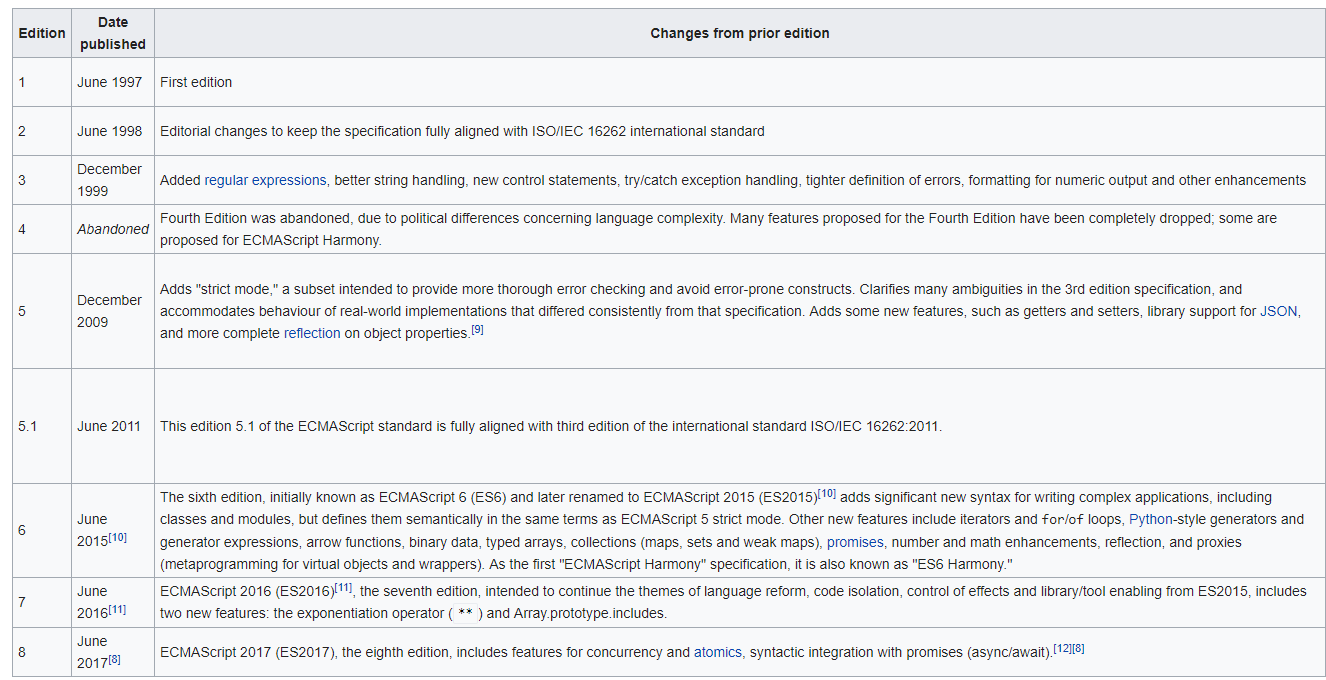 Edition
Date
published
Changes from prior edition
1
June 1997
First edition
2
June 1998
Editorial changes to keep the specification fully aligned with ISO/IEC 16262 international standard
3
December
1999
Added regular expressions, better string handling, new control statements, try/catch exception handling, tighter definition of errors, formatting for numeric output and other enhancements
4
Abandoned
Fourth Edition was abandoned, due to political differences concerning language complexity. Many features proposed for the Fourth Edition have been completely dropped; some are
proposed for ECMAScript Harmony.
5
December
2009
Adds "strict mode," a subset intended to provide more thorough error checking and avoid error-prone constructs. Clarifies many ambiguities in the 3rd edition specification, and
accommodates behaviour of real-world implementations that differed consistently from that specification. Adds some new features, such as getters and setters, library support for JSON,
and more complete reflection on object properties.[9]
5.1
June 2011
This edition 5.1 of the ECMAScript standard is fully aligned with third edition of the international standard ISO/IEC 16262:2011.
6
June
2015[10]
The sixth edition, initially known as ECMAScript 6 (ES6) and later renamed to ECMAScript 2015 (ES2015)[10] adds significant new syntax for writing complex applications, including
classes and modules, but defines them semantically in the same terms as ECMAScript 5 strict mode. Other new features include iterators and for/of loops, Python-style generators and
generator expressions, arrow functions, binary data, typed arrays, collections (maps, sets and weak maps), promises, number and math enhancements, reflection, and proxies
(metaprogramming for virtual objects and wrappers). As the first "ECMAScript Harmony" specification, it is also known as "ES6 Harmony."
7
June
2016[11]
ECMAScript 2016 (ES2016)[11], the seventh edition, intended to continue the themes of language reform, code isolation, control of effects and library/tool enabling from ES2015, includes
two new features: the exponentiation operator ( ** ) and Array.prototype.includes.
8
June
2017[8]
ECMAScript 2017 (ES2017), the eighth edition, includes features for concurrency and atomics, syntactic integration with promises (async/await).[12][8]